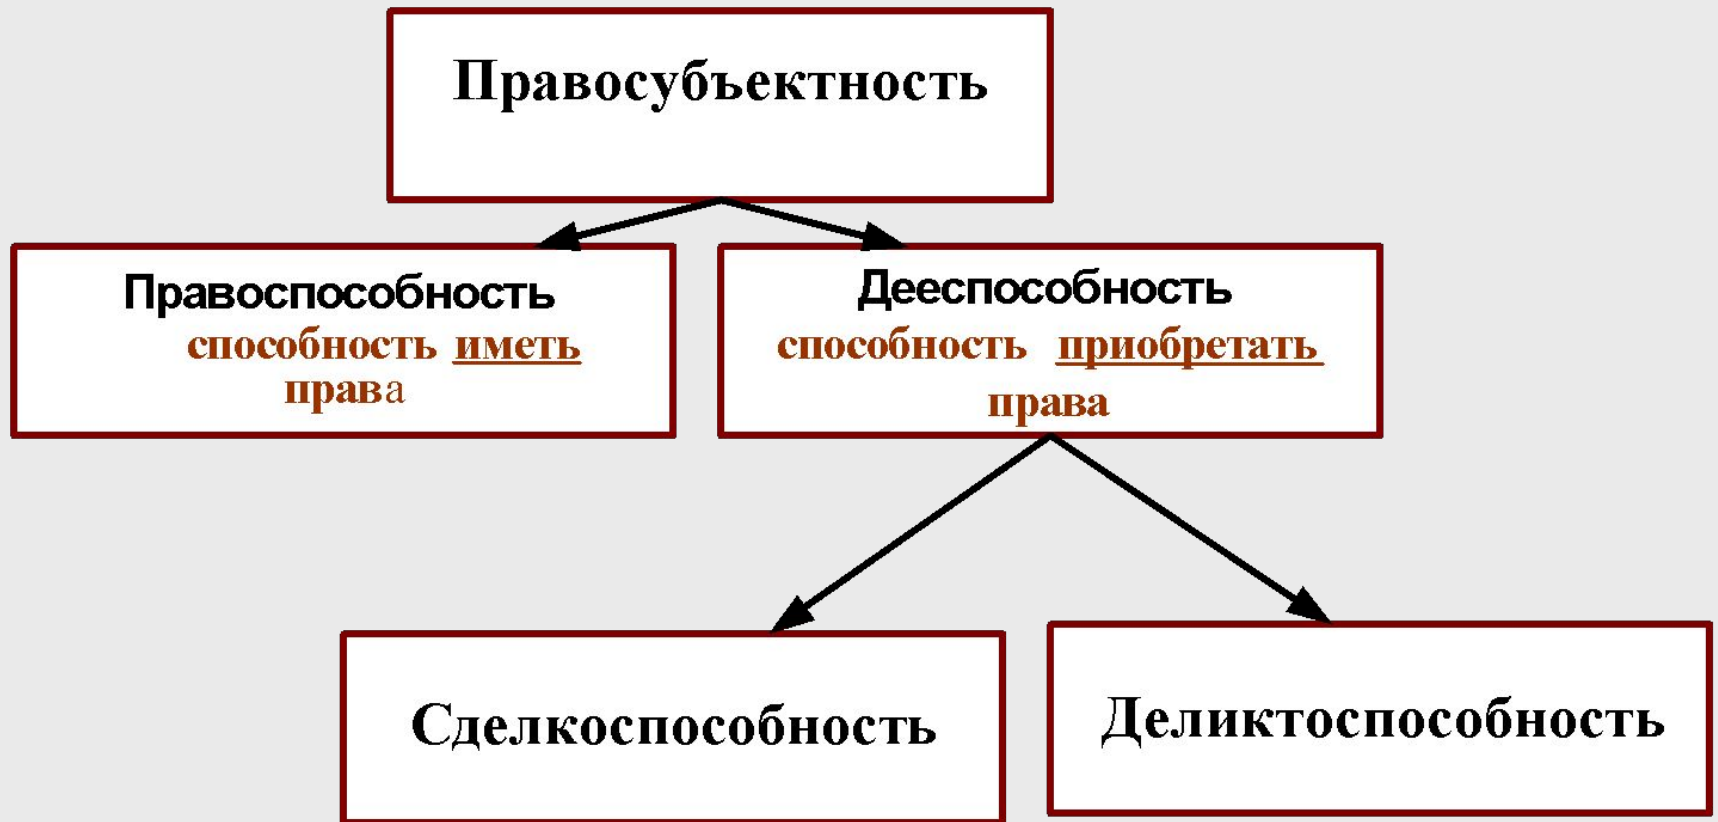 Правосубъектность
Правоспособность
способность иметь
права
Дееспособность
способность приобретать
права
Сделкоспособность
Деликтоспособность